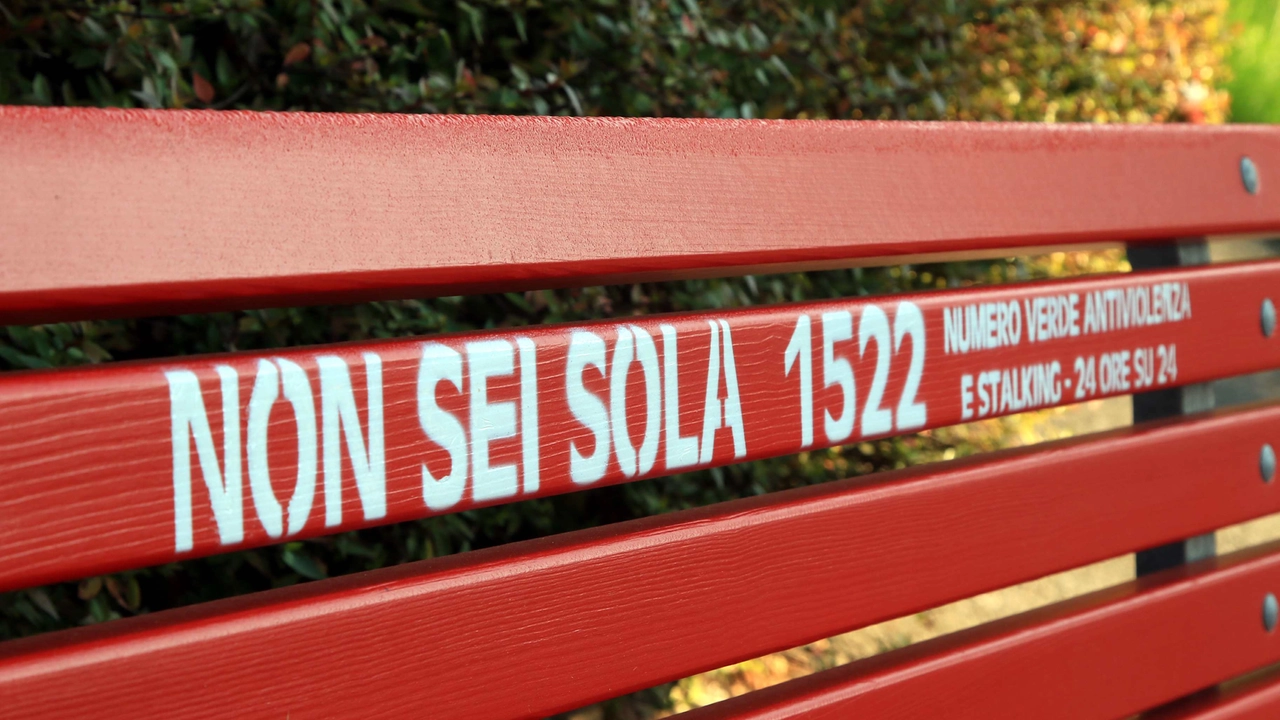 NON SEI SOLA 1522
NUMERO VERDE ANTIVIOLENZA
E STALKING - 24 ORE SU 24